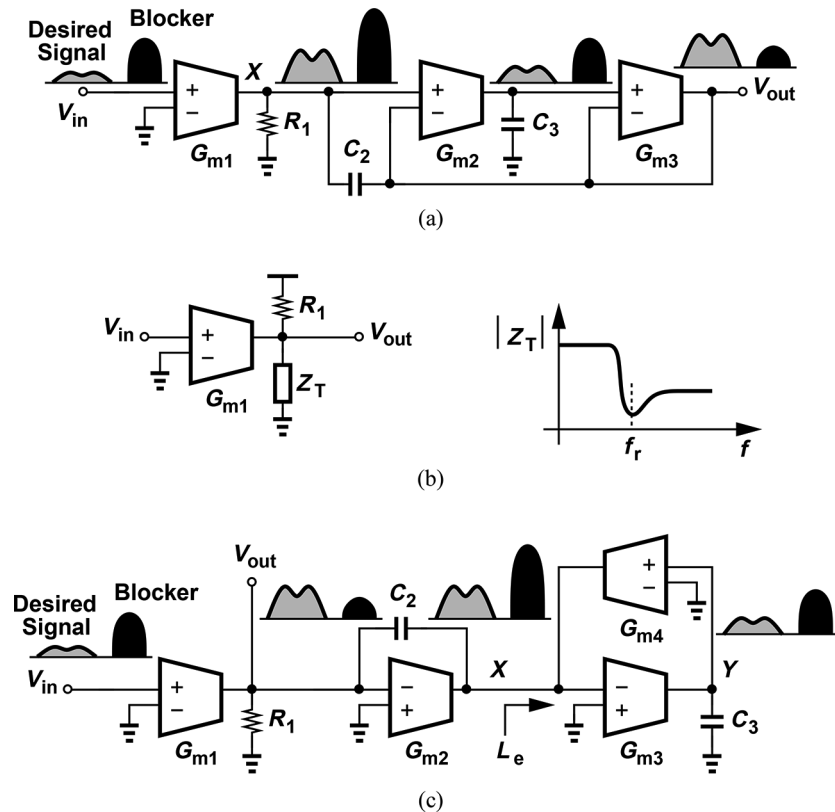 Desired Signal Blocker
V_in + − G_m1 X R_1 C_2 + − G_m2 C_3 + − G_m3 V_out
(a)
V_in + − G_m1 R_1 V_out Z_T
|Z_T| f_r f
(b)
Desired Signal Blocker
V_in + − G_m1 V_out R_1 C_2 − + G_m2 X L_e + − G_m4 − + G_m3 Y C_3
(c)